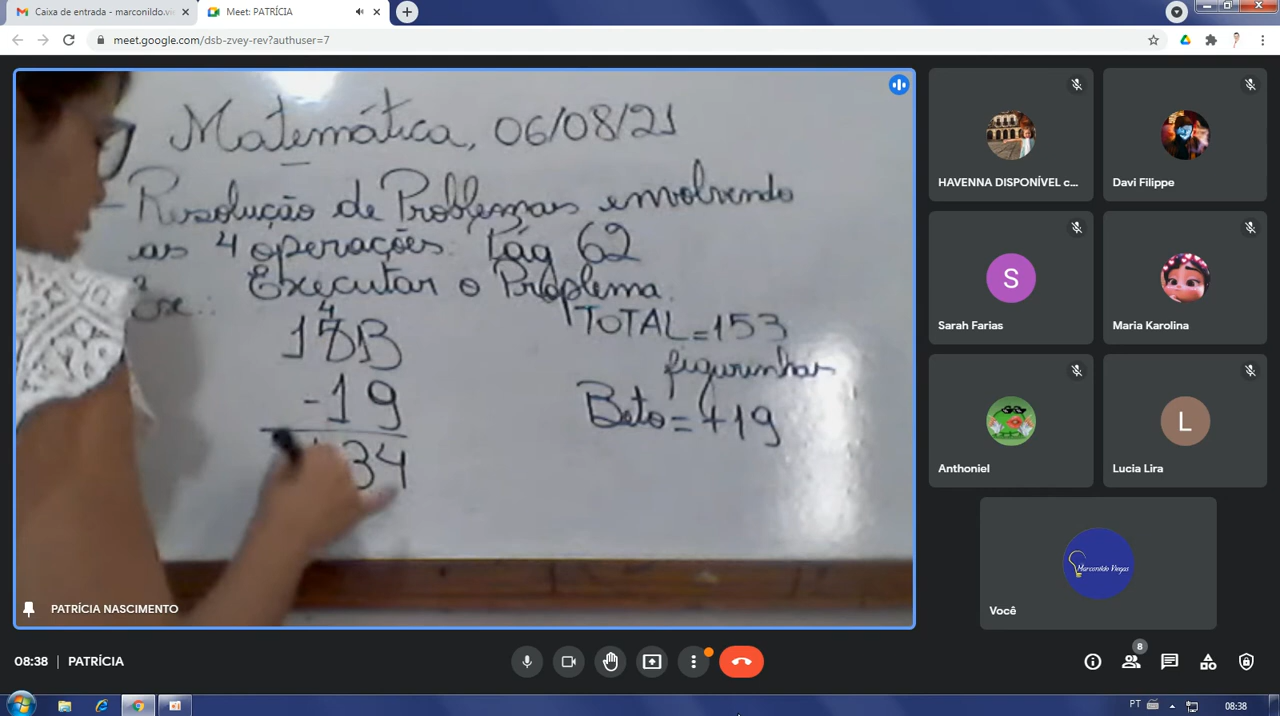 Caixa de entrada - marconildo.vie
Meet: PATRÍCIA
meet.google.com/dsb-zvey-rev?authuser=7
Matemática, 06/08/21
- Resolução de Problemas envolvendo
as 4 operações. Pág 62
Executar o Problema.
4
153
- 19
134
TOTAL = 153
figurinhas
Beto = + 19
PATRÍCIA NASCIMENTO
HAVENNA DISPONÍVEL c...
Davi Filippe
S
Sarah Farias
Maria Karolina
Anthoniel
L
Lucia Lira
Marconildo Viegas
Você
08:38 | PATRÍCIA
8
PT
08:38